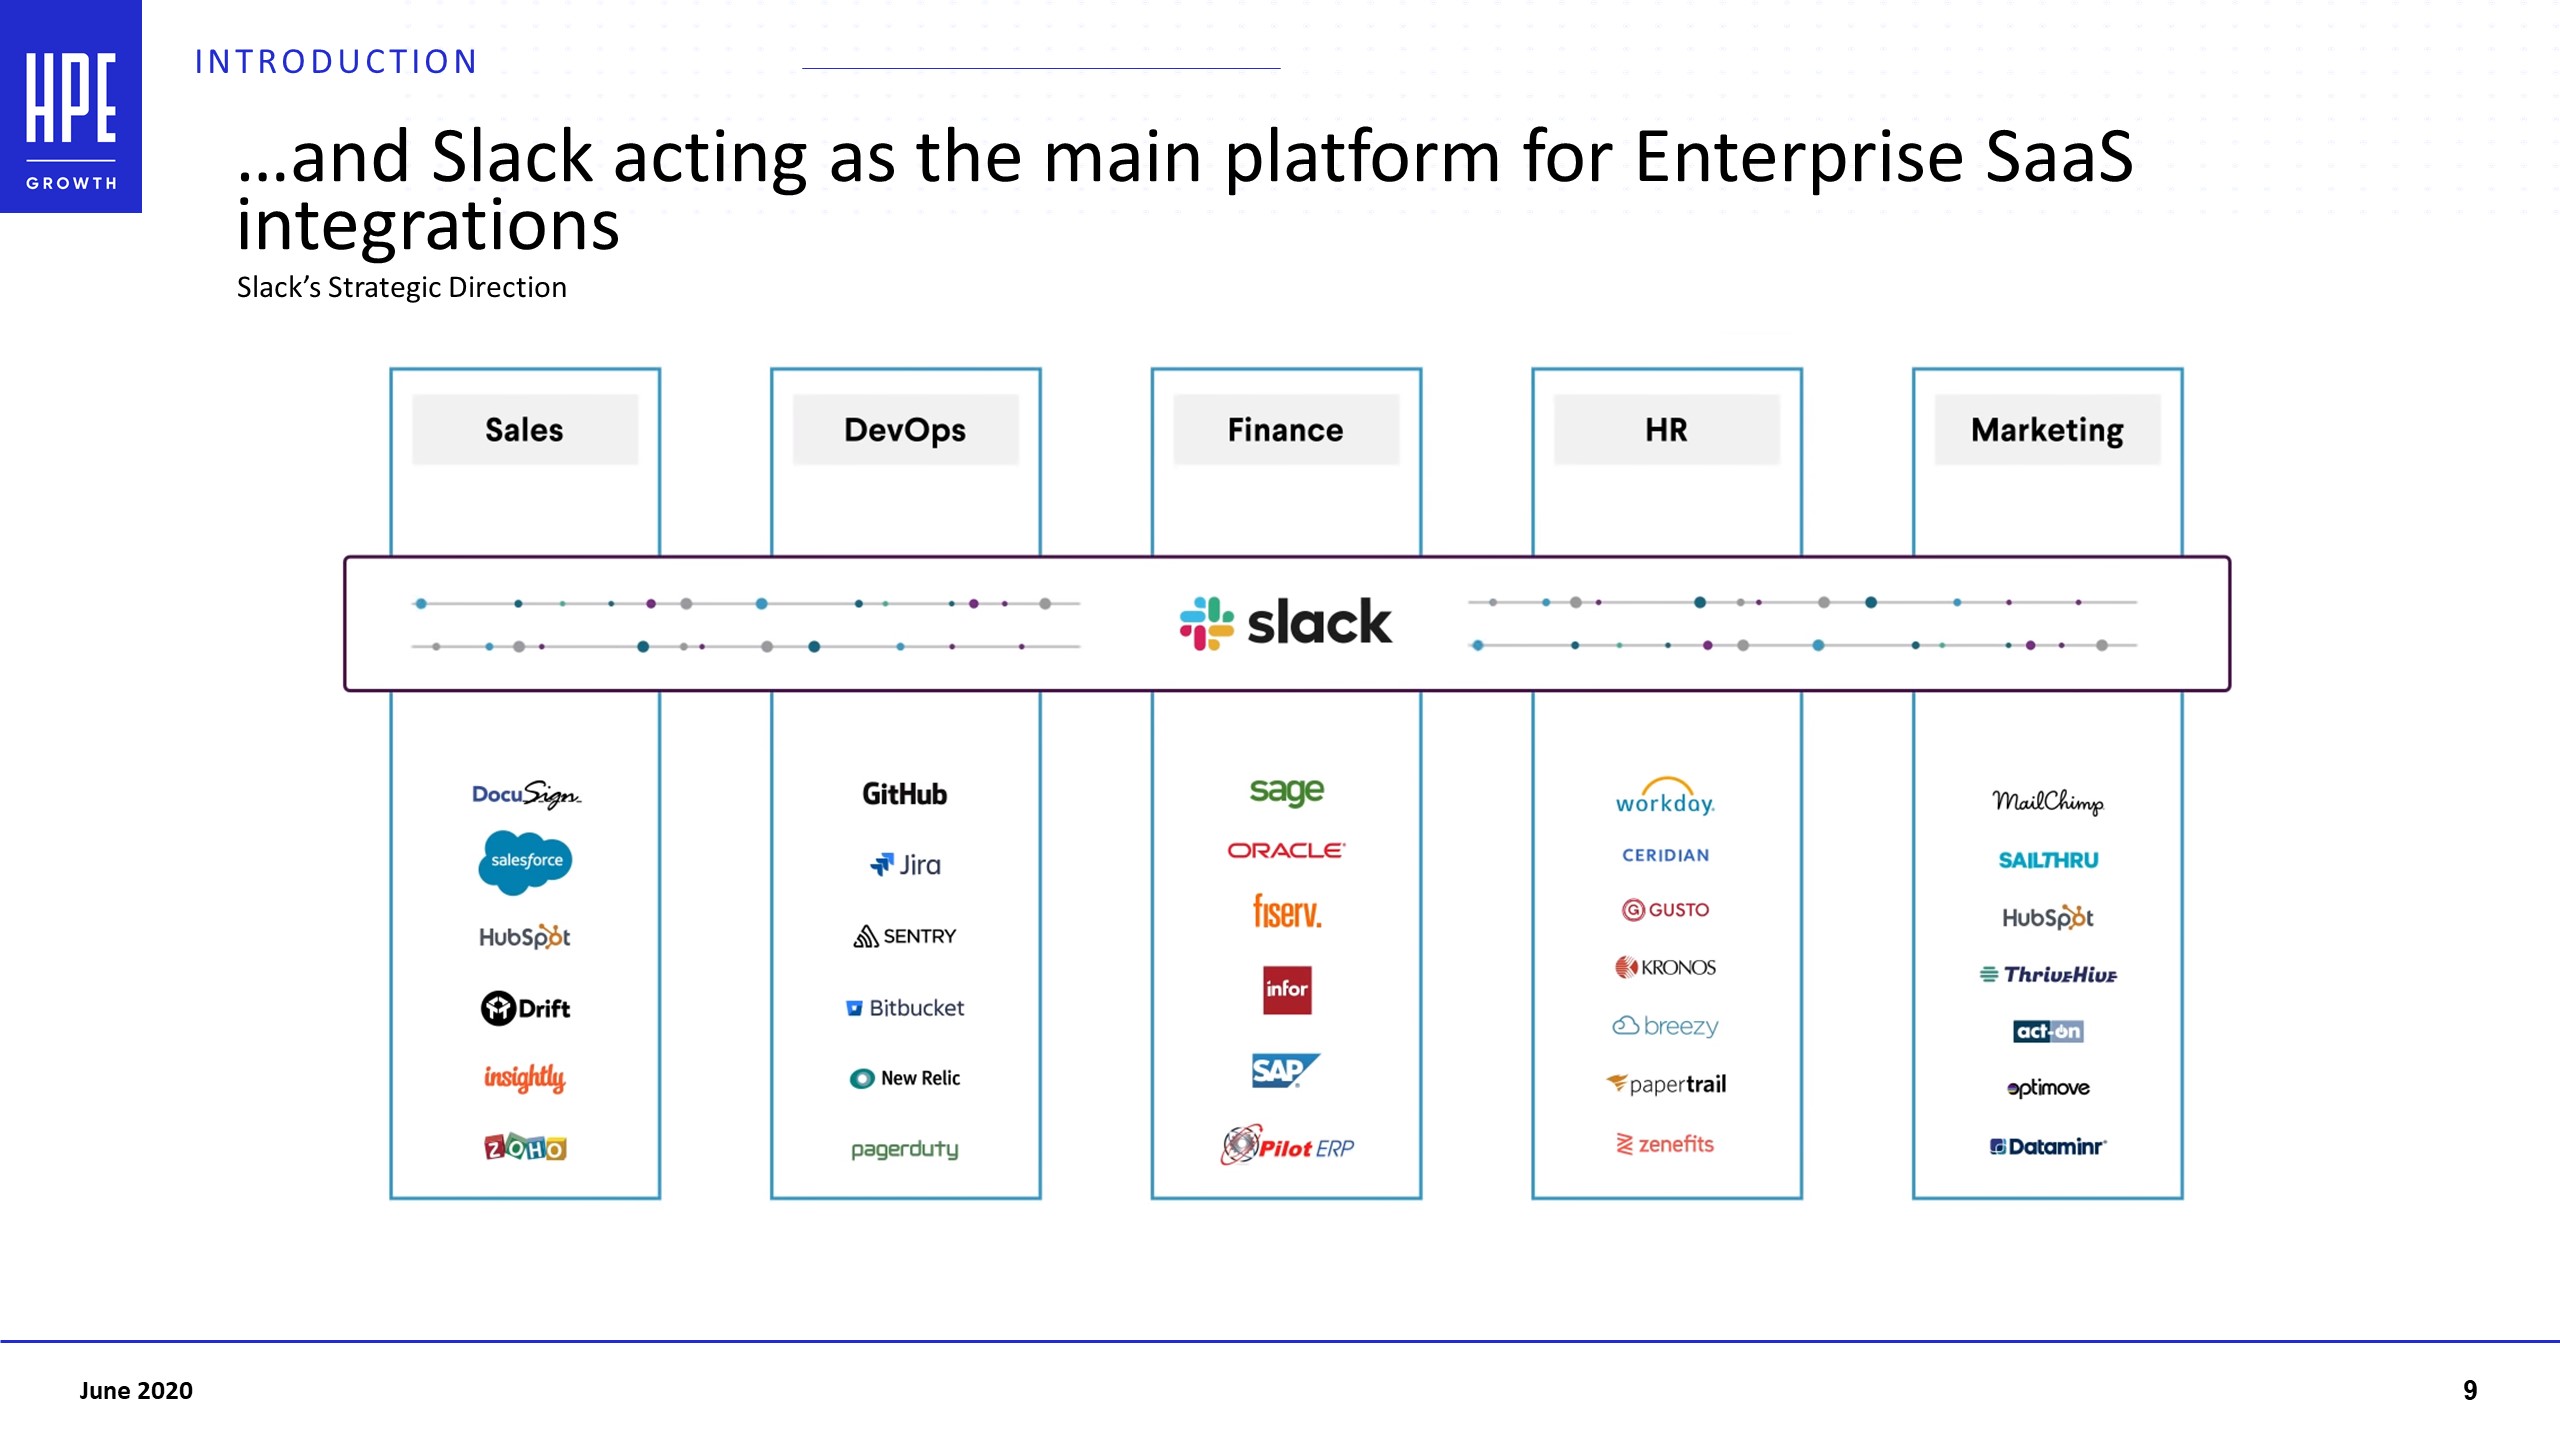 HPE
GROWTH
INTRODUCTION
...and Slack acting as the main platform for Enterprise SaaS
integrations
Slack’s Strategic Direction
Sales
DevOps
Finance
HR
Marketing
slack
DocuSign
salesforce
HubSpot
Drift
insightly
ZOHO
GitHub
Jira
SENTRY
Bitbucket
New Relic
pagerduty
sage
ORACLE
fiserv.
infor
SAP
Pilot ERP
workday.
CERIDIAN
G GUSTO
KRONOS
breezy
papertrail
zenefits
MailChimp
SAILTHRU
HubSpot
ThriveHive
act-on
optimove
Dataminr
June 2020
9